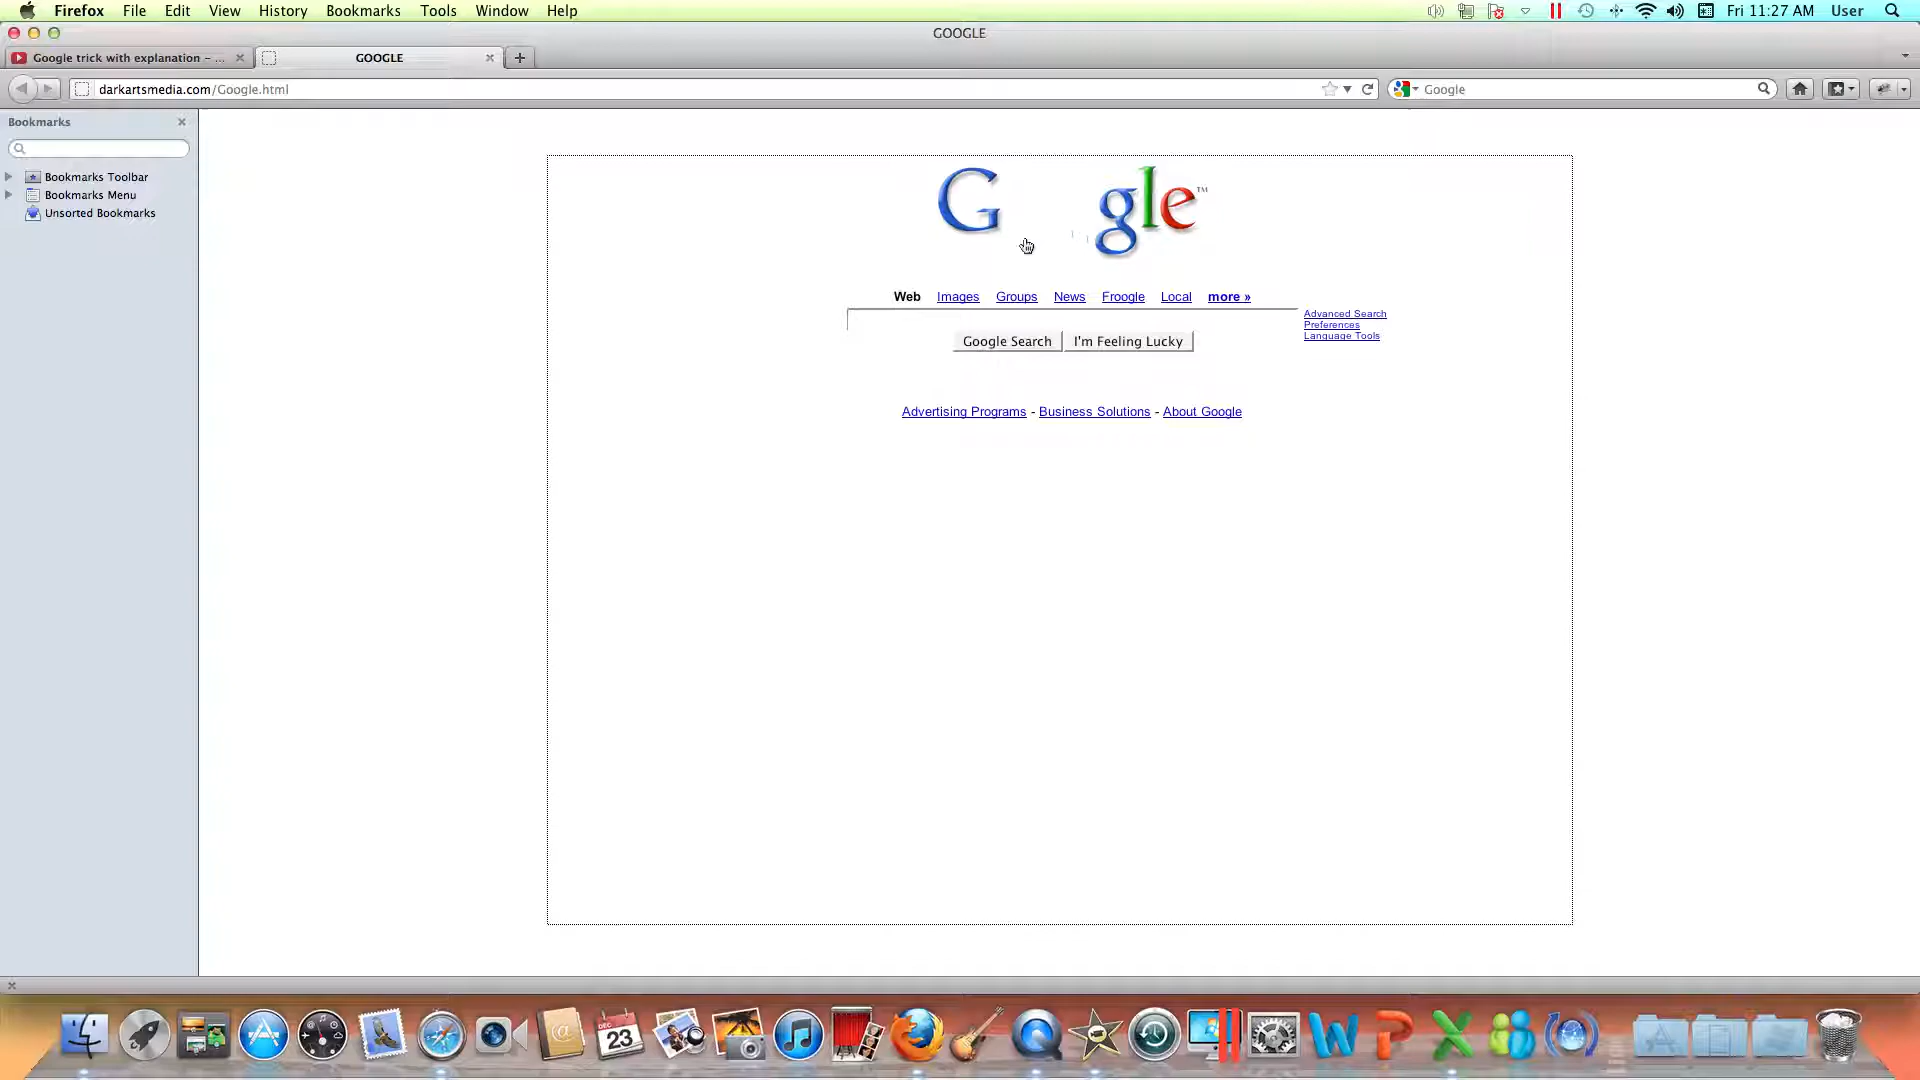 Firefox File Edit View History Bookmarks Tools Window Help Fri 11:27 AM User
GOOGLE
Google trick with explanation – ... GOOGLE
darkartsmedia.com/Google.html Google
Bookmarks
Bookmarks Toolbar
Bookmarks Menu
Unsorted Bookmarks
G gle™
Web Images Groups News Froogle Local more »
Advanced Search
Preferences
Language Tools
Google Search I'm Feeling Lucky
Advertising Programs - Business Solutions - About Google
DEC
23